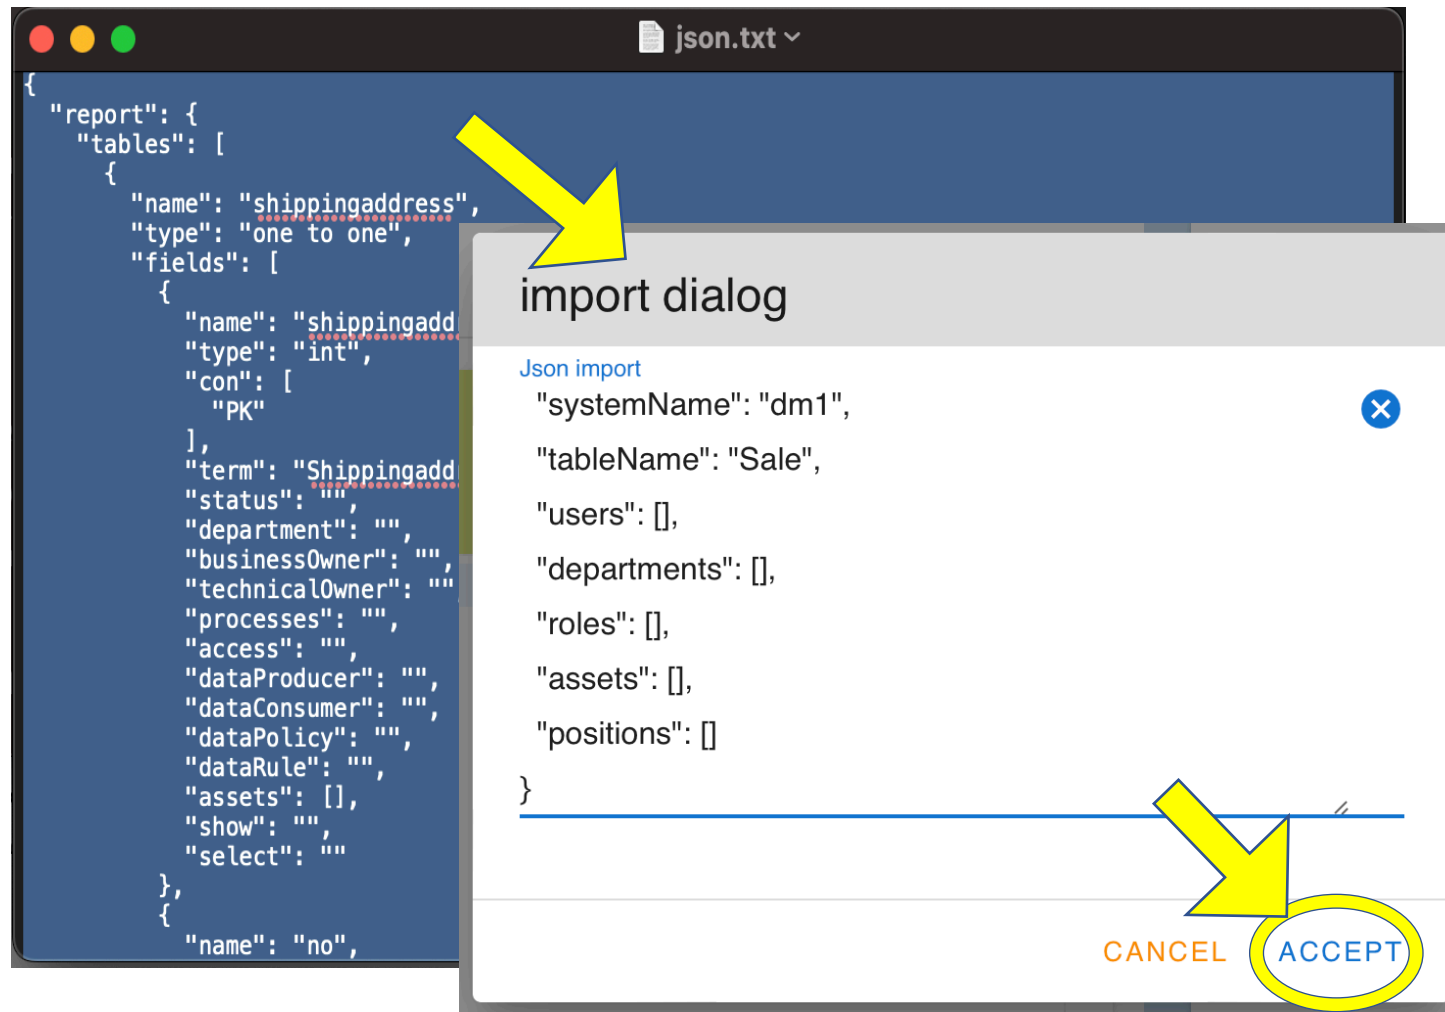 json.txt
{
"report": {
"tables": [
{
"name": "shippingaddress",
"type": "one to one",
"fields": [
{
"name": "shippingadd
"type": "int",
"con": [
"PK"
],
"term": "Shippingadd
"status": "",
"department": "",
"businessOwner": "",
"technicalOwner": ""
"processes": "",
"access": "",
"dataProducer": "",
"dataConsumer": "",
"dataPolicy": "",
"dataRule": "",
"assets": [],
"show": "",
"select": ""
},
{
"name": "no",
import dialog
Json import
"systemName": "dm1",
"tableName": "Sale",
"users": [],
"departments": [],
"roles": [],
"assets": [],
"positions": []
}
CANCEL ACCEPT